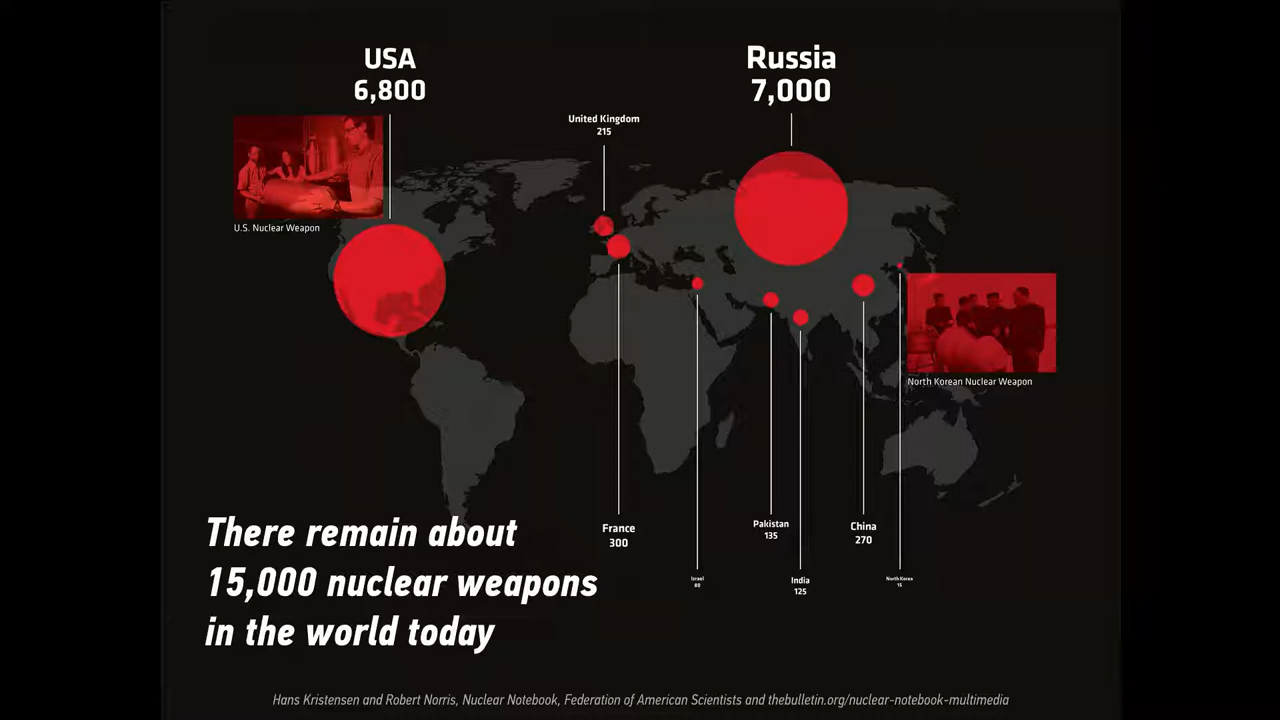 USA
6,800
Russia
7,000
United Kingdom
215
U.S. Nuclear Weapon
North Korean Nuclear Weapon
France
300
Pakistan
135
China
270
Israel
80
India
125
North Korea
15
There remain about
15,000 nuclear weapons
in the world today
Hans Kristensen and Robert Norris, Nuclear Notebook, Federation of American Scientists and thebulletin.org/nuclear-notebook-multimedia